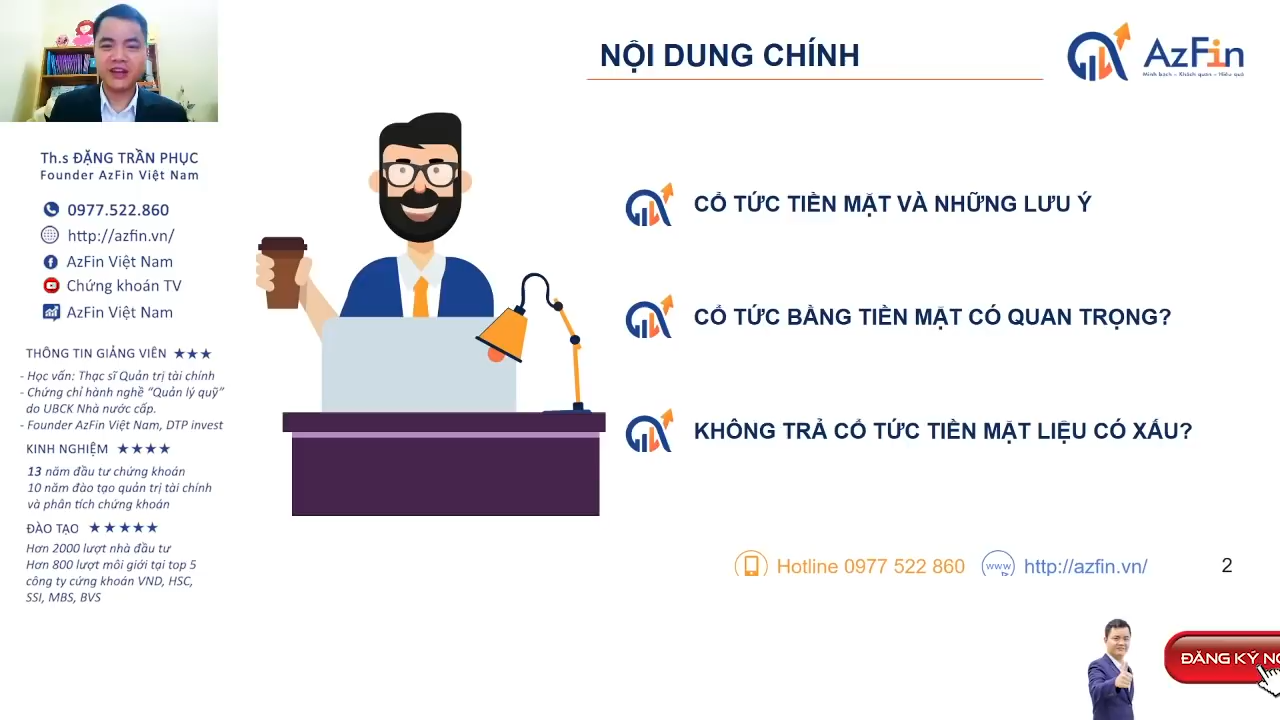 NỘI DUNG CHÍNH
AzFin
Minh bạch – Khách quan – Hiệu quả
Th.s ĐẶNG TRẦN PHỤC
Founder AzFin Việt Nam
0977.522.860
http://azfin.vn/
AzFin Việt Nam
Chứng khoán TV
AzFin Việt Nam
THÔNG TIN GIẢNG VIÊN ★★★
- Học vấn: Thạc sĩ Quản trị tài chính
- Chứng chỉ hành nghề “Quản lý quỹ”
do UBCK Nhà nước cấp.
- Founder AzFin Việt Nam, DTP invest
KINH NGHIỆM ★★★★
13 năm đầu tư chứng khoán
10 năm đào tạo quản trị tài chính
và phân tích chứng khoán
ĐÀO TẠO ★★★★★
Hơn 2000 lượt nhà đầu tư
Hơn 800 lượt môi giới tại top 5
công ty cứng khoán VND, HSC,
SSI, MBS, BVS
CỔ TỨC TIỀN MẶT VÀ NHỮNG LƯU Ý
CỔ TỨC BẰNG TIỀN MẶT CÓ QUAN TRỌNG?
KHÔNG TRẢ CỔ TỨC TIỀN MẶT LIỆU CÓ XẤU?
Hotline 0977 522 860
www
http://azfin.vn/
2
ĐĂNG KÝ